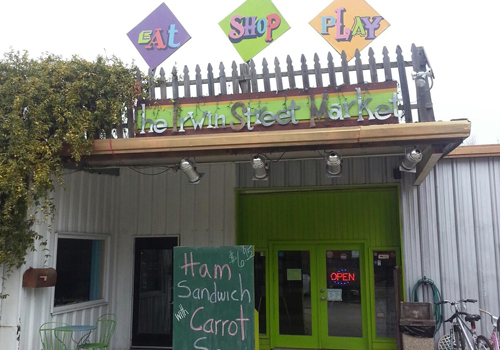 EAT
SHOP
PLAY
The Irwin Street Market
OPEN
Ham
Sandwich
with
Carrot